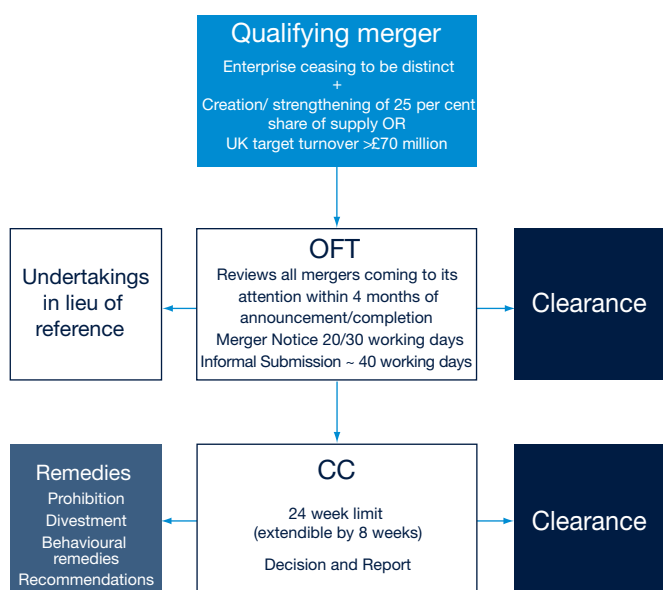 Qualifying merger
Enterprise ceasing to be distinct
+
Creation/ strengthening of 25 per cent
share of supply OR
UK target turnover >£70 million
Undertakings
in lieu of
reference
OFT
Reviews all mergers coming to its
attention within 4 months of
announcement/completion
Merger Notice 20/30 working days
Informal Submission ~ 40 working days
Clearance
Remedies
Prohibition
Divestment
Behavioural
remedies
Recommendations
CC
24 week limit
(extendible by 8 weeks)
Decision and Report
Clearance